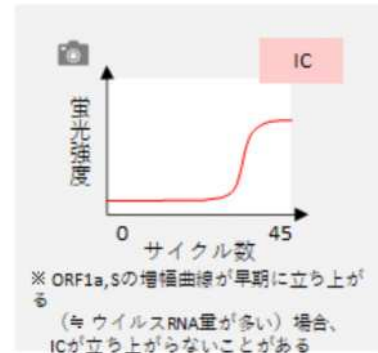 IC
蛍光強度
0
45
サイクル数
※ ORF1a,Sの増幅曲線が早期に立ち上が
る
（≒ ウイルスRNA量が多い）場合、
ICが立ち上がらないことがある